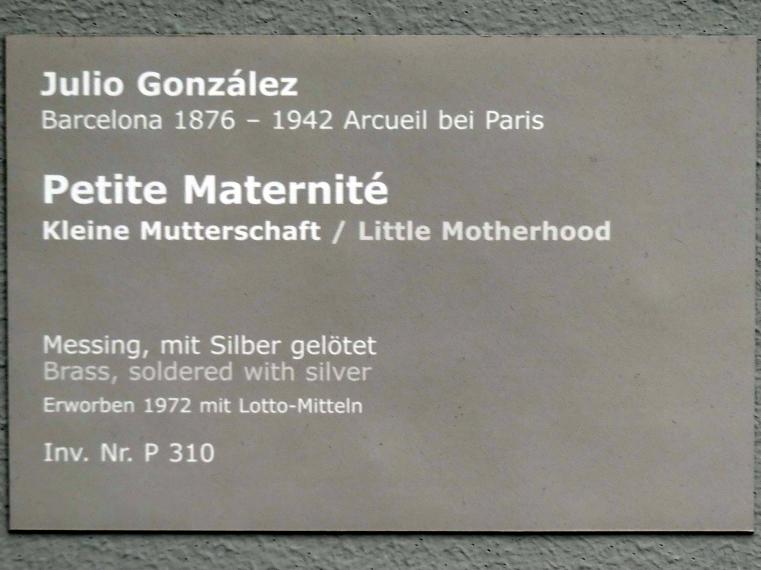 Julio González
Barcelona 1876 – 1942 Arcueil bei Paris
Petite Maternité
Kleine Mutterschaft / Little Motherhood
Messing, mit Silber gelötet
Brass, soldered with silver
Erworben 1972 mit Lotto-Mitteln
Inv. Nr. P 310